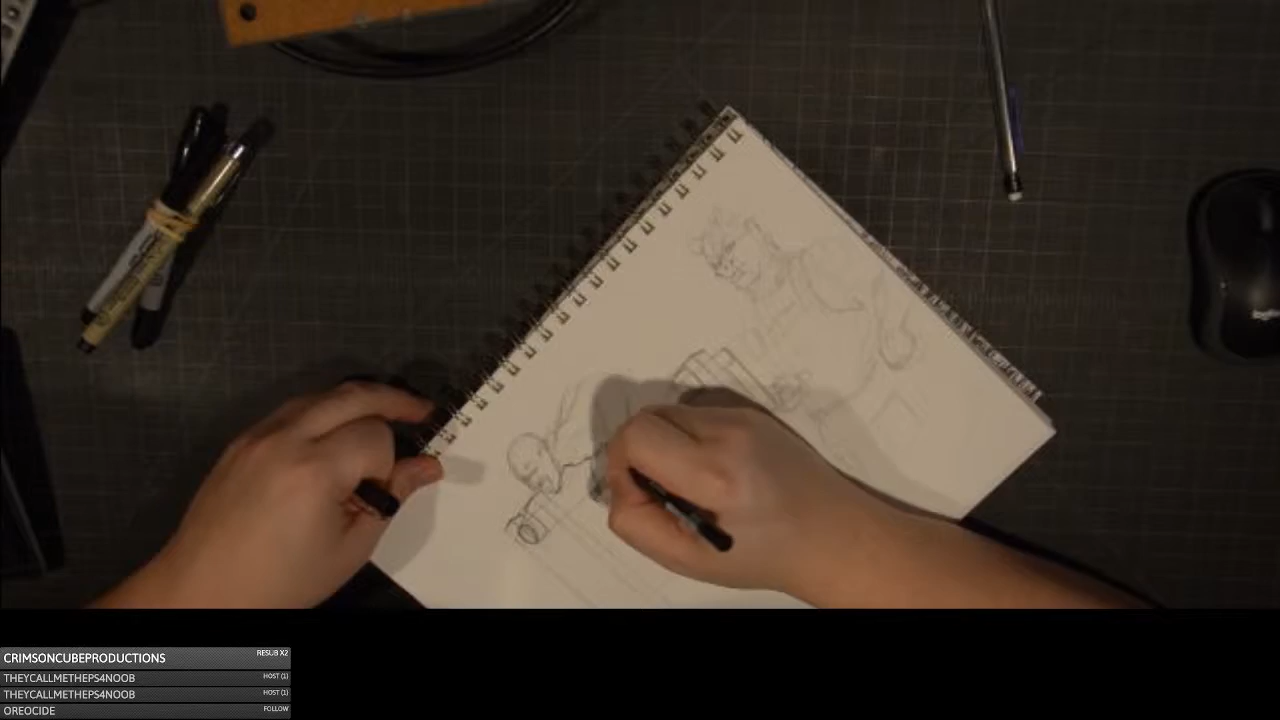 CRIMSONCUBEPRODUCTIONS RESUB X2
THEYCALLMETHEPS4NOOB HOST (1)
THEYCALLMETHEPS4NOOB HOST (1)
OREOCIDE FOLLOW